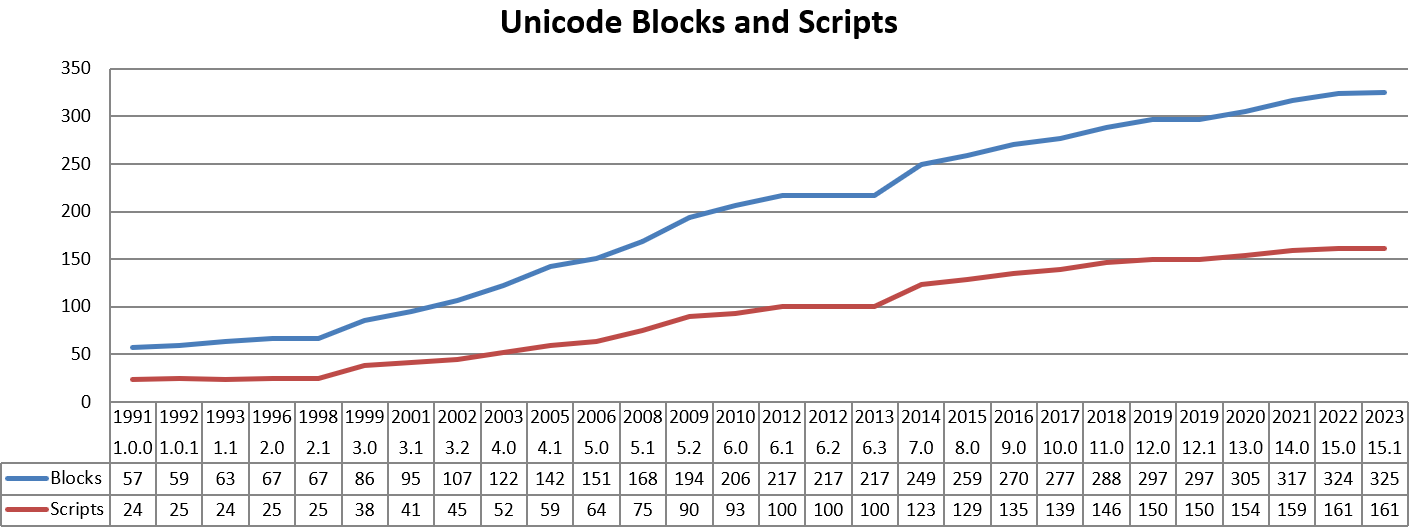 Unicode Blocks and Scripts
350
300
250
200
150
100
50
0
1991 1992 1993 1996 1998 1999 2001 2002 2003 2005 2006 2008 2009 2010 2012 2012 2013 2014 2015 2016 2017 2018 2019 2019 2020 2021 2022 2023
1.0.0 1.0.1 1.1 2.0 2.1 3.0 3.1 3.2 4.0 4.1 5.0 5.1 5.2 6.0 6.1 6.2 6.3 7.0 8.0 9.0 10.0 11.0 12.0 12.1 13.0 14.0 15.0 15.1
Blocks 57 59 63 67 67 86 95 107 122 142 151 168 194 206 217 217 217 249 259 270 277 288 297 297 305 317 324 325
Scripts 24 25 24 25 25 38 41 45 52 59 64 75 90 93 100 100 100 123 129 135 139 146 150 150 154 159 161 161